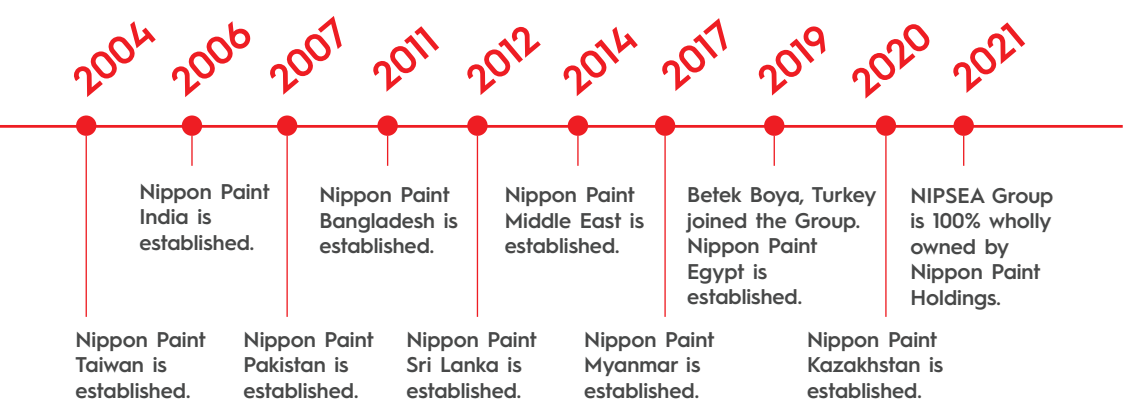 2004
2006
2007
2011
2012
2014
2017
2019
2020
2021
Nippon Paint
India is
established.
Nippon Paint
Bangladesh is
established.
Nippon Paint
Middle East is
established.
Betek Boya, Turkey
joined the Group.
Nippon Paint
Egypt is
established.
NIPSEA Group
is 100% wholly
owned by
Nippon Paint
Holdings.
Nippon Paint
Taiwan is
established.
Nippon Paint
Pakistan is
established.
Nippon Paint
Sri Lanka is
established.
Nippon Paint
Myanmar is
established.
Nippon Paint
Kazakhstan is
established.